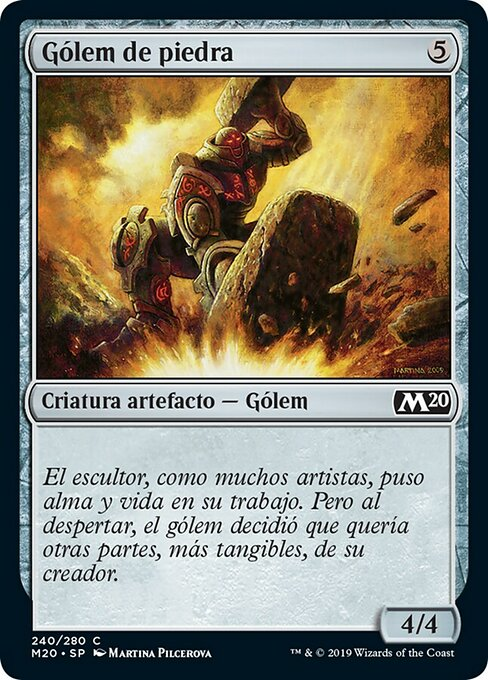 Gólem de piedra 5
MARTINA 2005
Criatura artefacto — Gólem M20
El escultor, como muchos artistas, puso
alma y vida en su trabajo. Pero al
despertar, el gólem decidió que quería
otras partes, más tangibles, de su
creador.
4/4
240/280 C
M20 • SP Martina Pilcerova ™ & © 2019 Wizards of the Coast